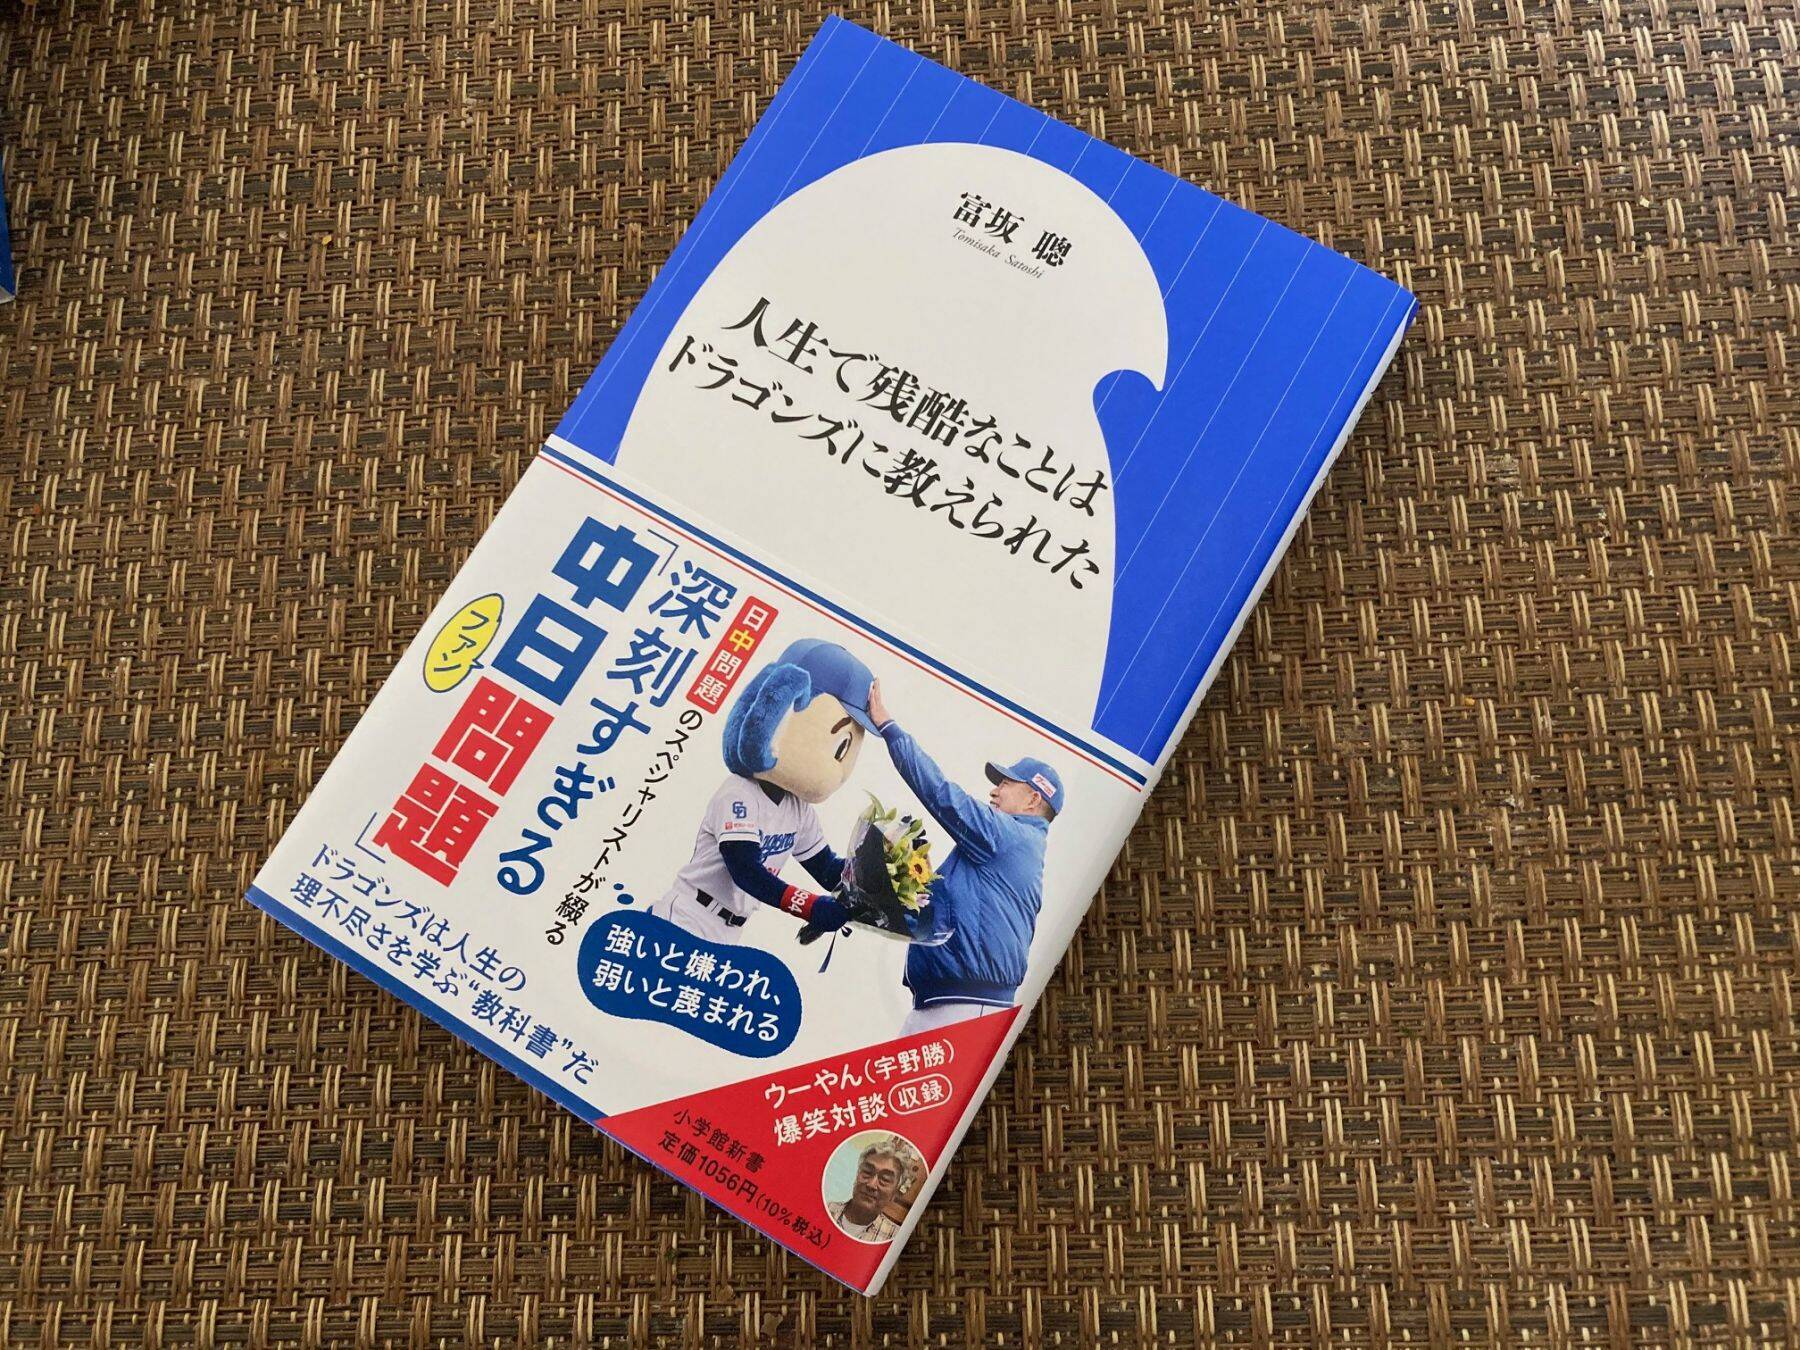 富坂 聰
Tomisaka Satoshi
人生で残酷なことは
ドラゴンズに教えられた
日中問題のスペシャリストが綴る
「深刻すぎる
中日問題」
ファン
強いと嫌われ、
弱いと蔑まれる
ドラゴンズは人生の
理不尽さを学ぶ“教科書”だ
ウーやん(宇野勝)
爆笑対談 収録
小学館新書
定価1056円(10%税込)
CD
Dragons
1994